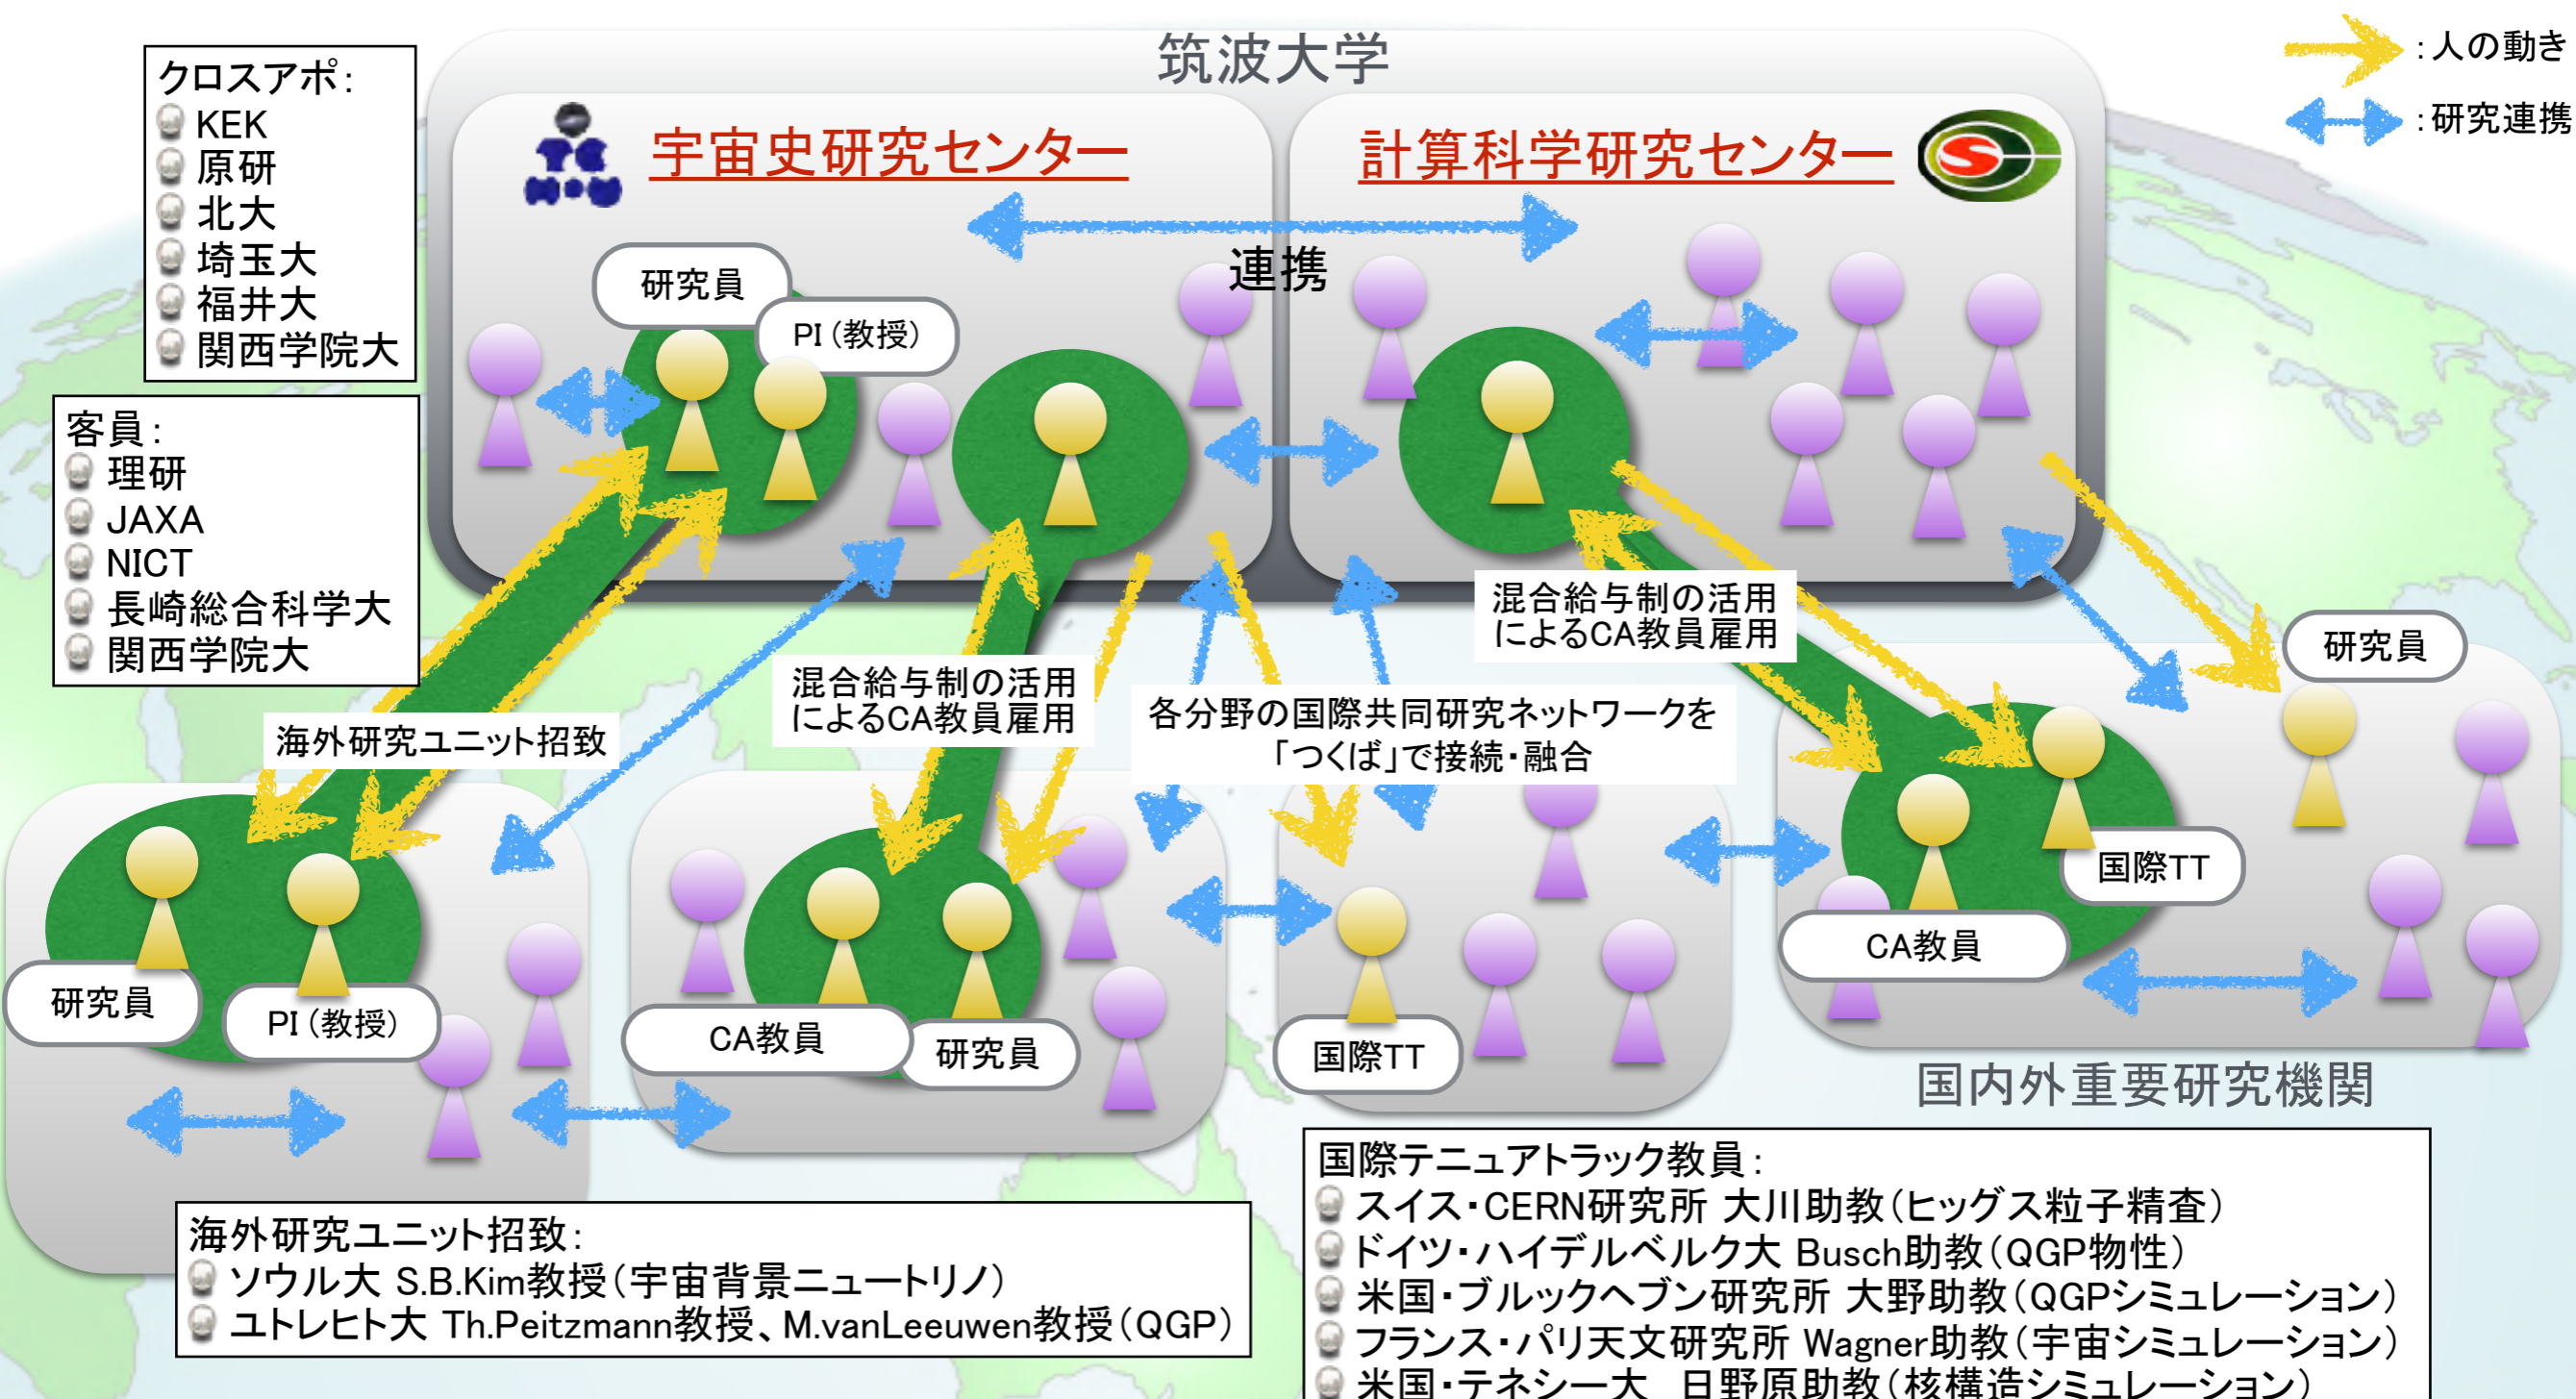 筑波大学
:人の動き
:研究連携
クロスアポ:
KEK
原研
北大
埼玉大
福井大
関西学院大
宇宙史研究センター
計算科学研究センター
連携
研究員
PI(教授)
客員:
理研
JAXA
NICT
長崎総合科学大
関西学院大
混合給与制の活用
によるCA教員雇用
研究員
混合給与制の活用
によるCA教員雇用
各分野の国際共同研究ネットワークを
「つくば」で接続・融合
海外研究ユニット招致
国際TT
CA教員
研究員
PI(教授)
CA教員
研究員
国際TT
国内外重要研究機関
海外研究ユニット招致:
ソウル大 S.B.Kim教授(宇宙背景ニュートリノ)
ユトレヒト大 Th.Peitzmann教授、M.vanLeeuwen教授(QGP)
国際テニュアトラック教員:
スイス・CERN研究所 大川助教(ヒッグス粒子精査)
ドイツ・ハイデルベルク大 Busch助教(QGP物性)
米国・ブルックヘブン研究所 大野助教(QGPシミュレーション)
フランス・パリ天文研究所 Wagner助教(宇宙シミュレーション)
米国・テネシー大 日野原助教(核構造シミュレーション)